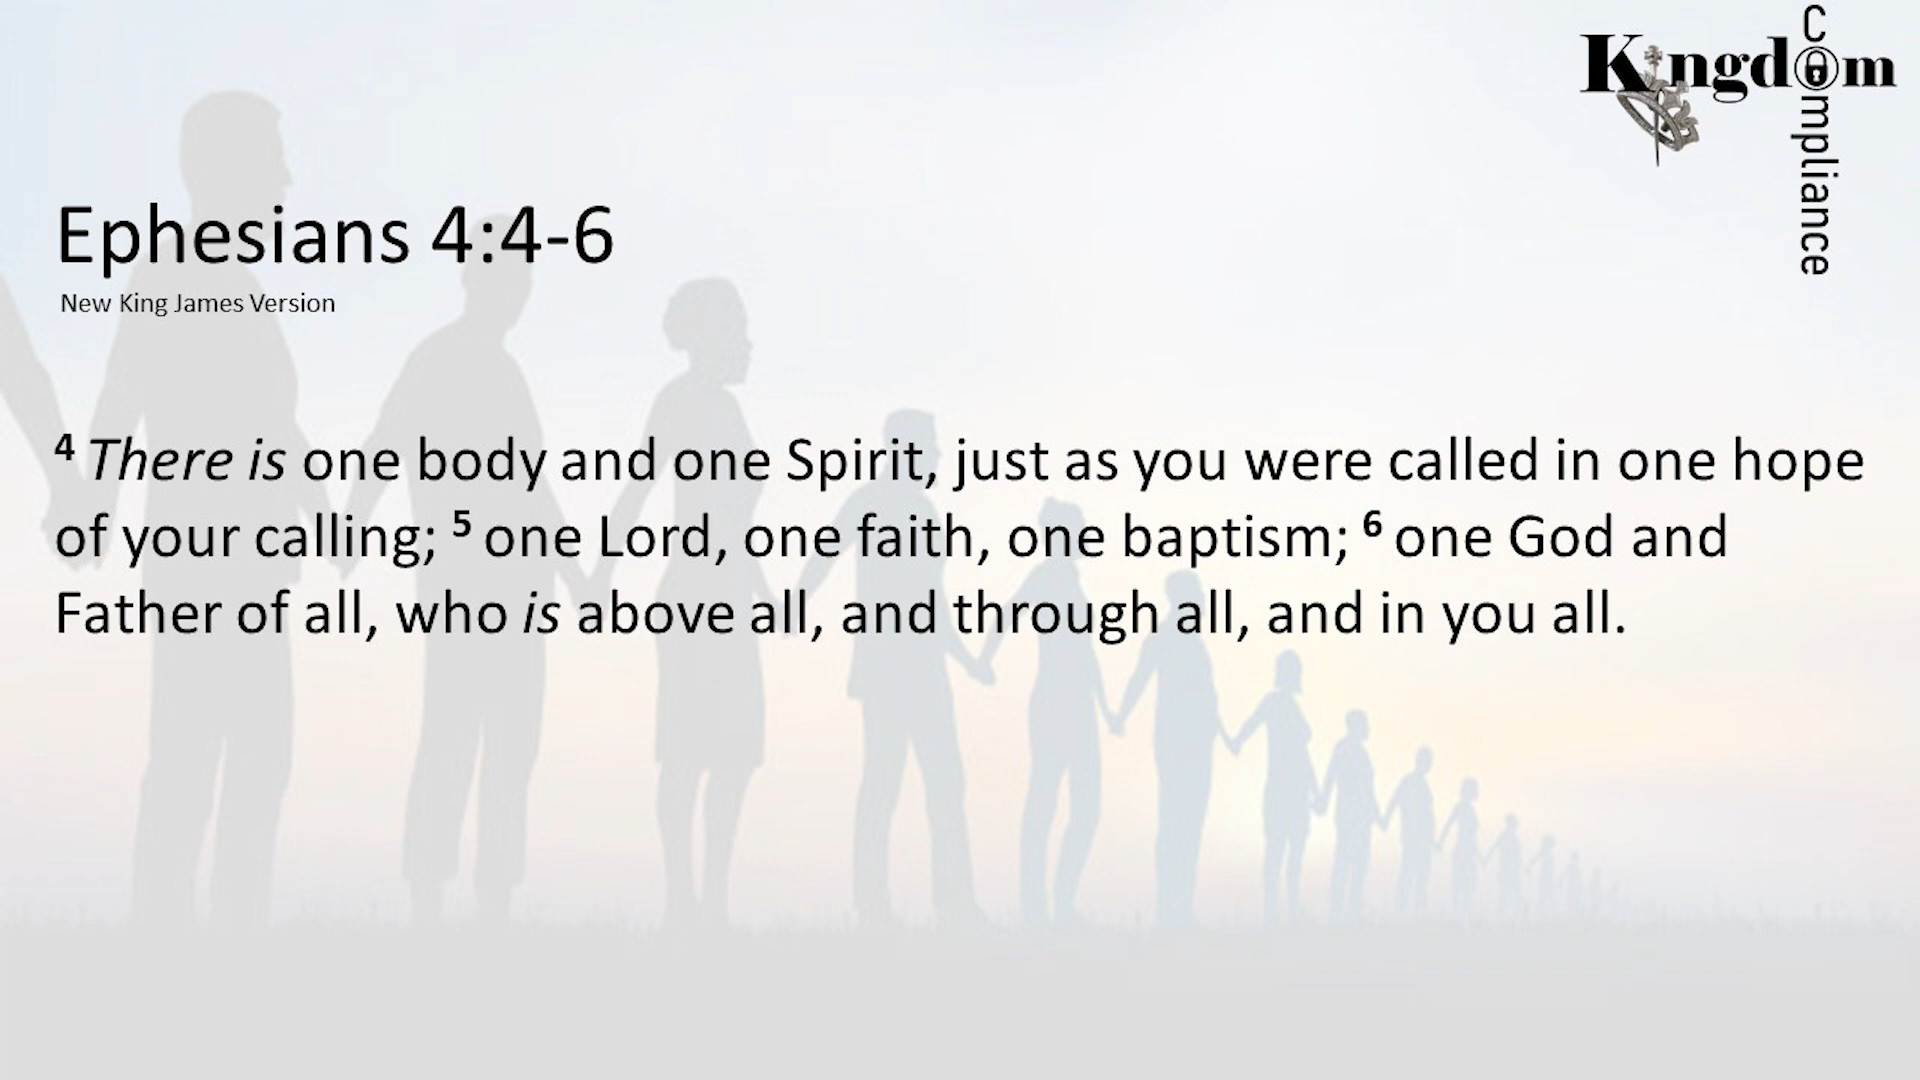 Kingdom
Compliance
Ephesians 4:4-6
New King James Version
4 There is one body and one Spirit, just as you were called in one hope
of your calling; 5 one Lord, one faith, one baptism; 6 one God and
Father of all, who is above all, and through all, and in you all.